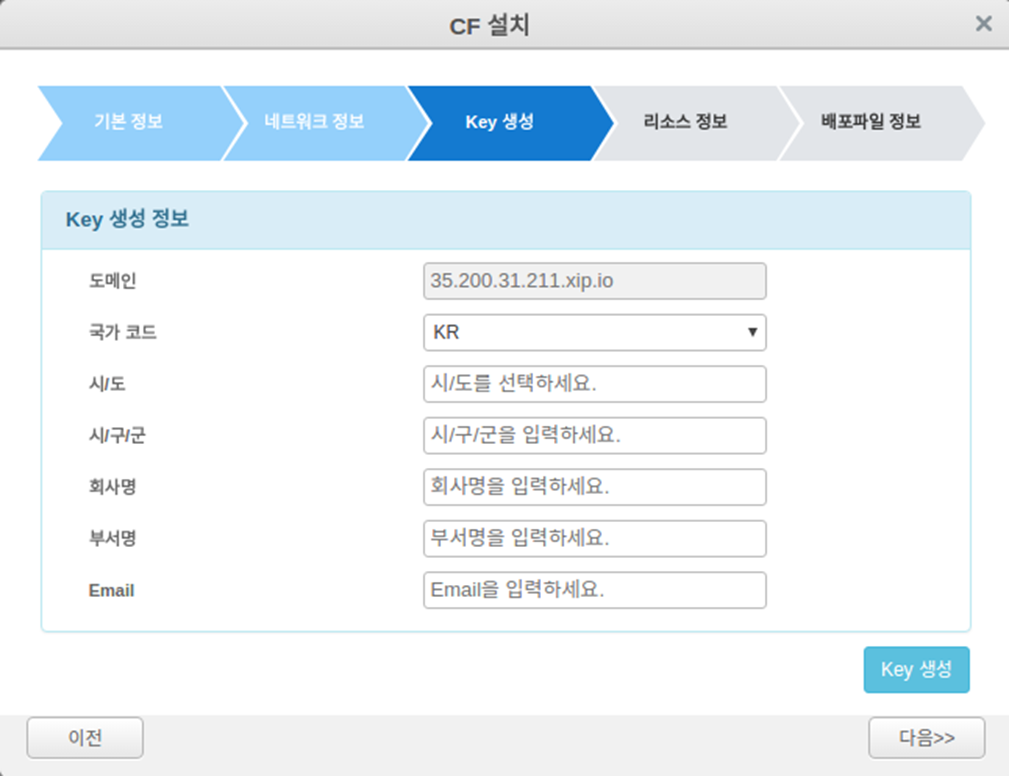 CF 설치
기본 정보
네트워크 정보
Key 생성
리소스 정보
배포파일 정보
Key 생성 정보
도메인 35.200.31.211.xip.io
국가 코드 KR
시/도 시/도를 선택하세요.
시/구/군 시/구/군을 입력하세요.
회사명 회사명을 입력하세요.
부서명 부서명을 입력하세요.
Email Email을 입력하세요.
Key 생성
이전
다음>>